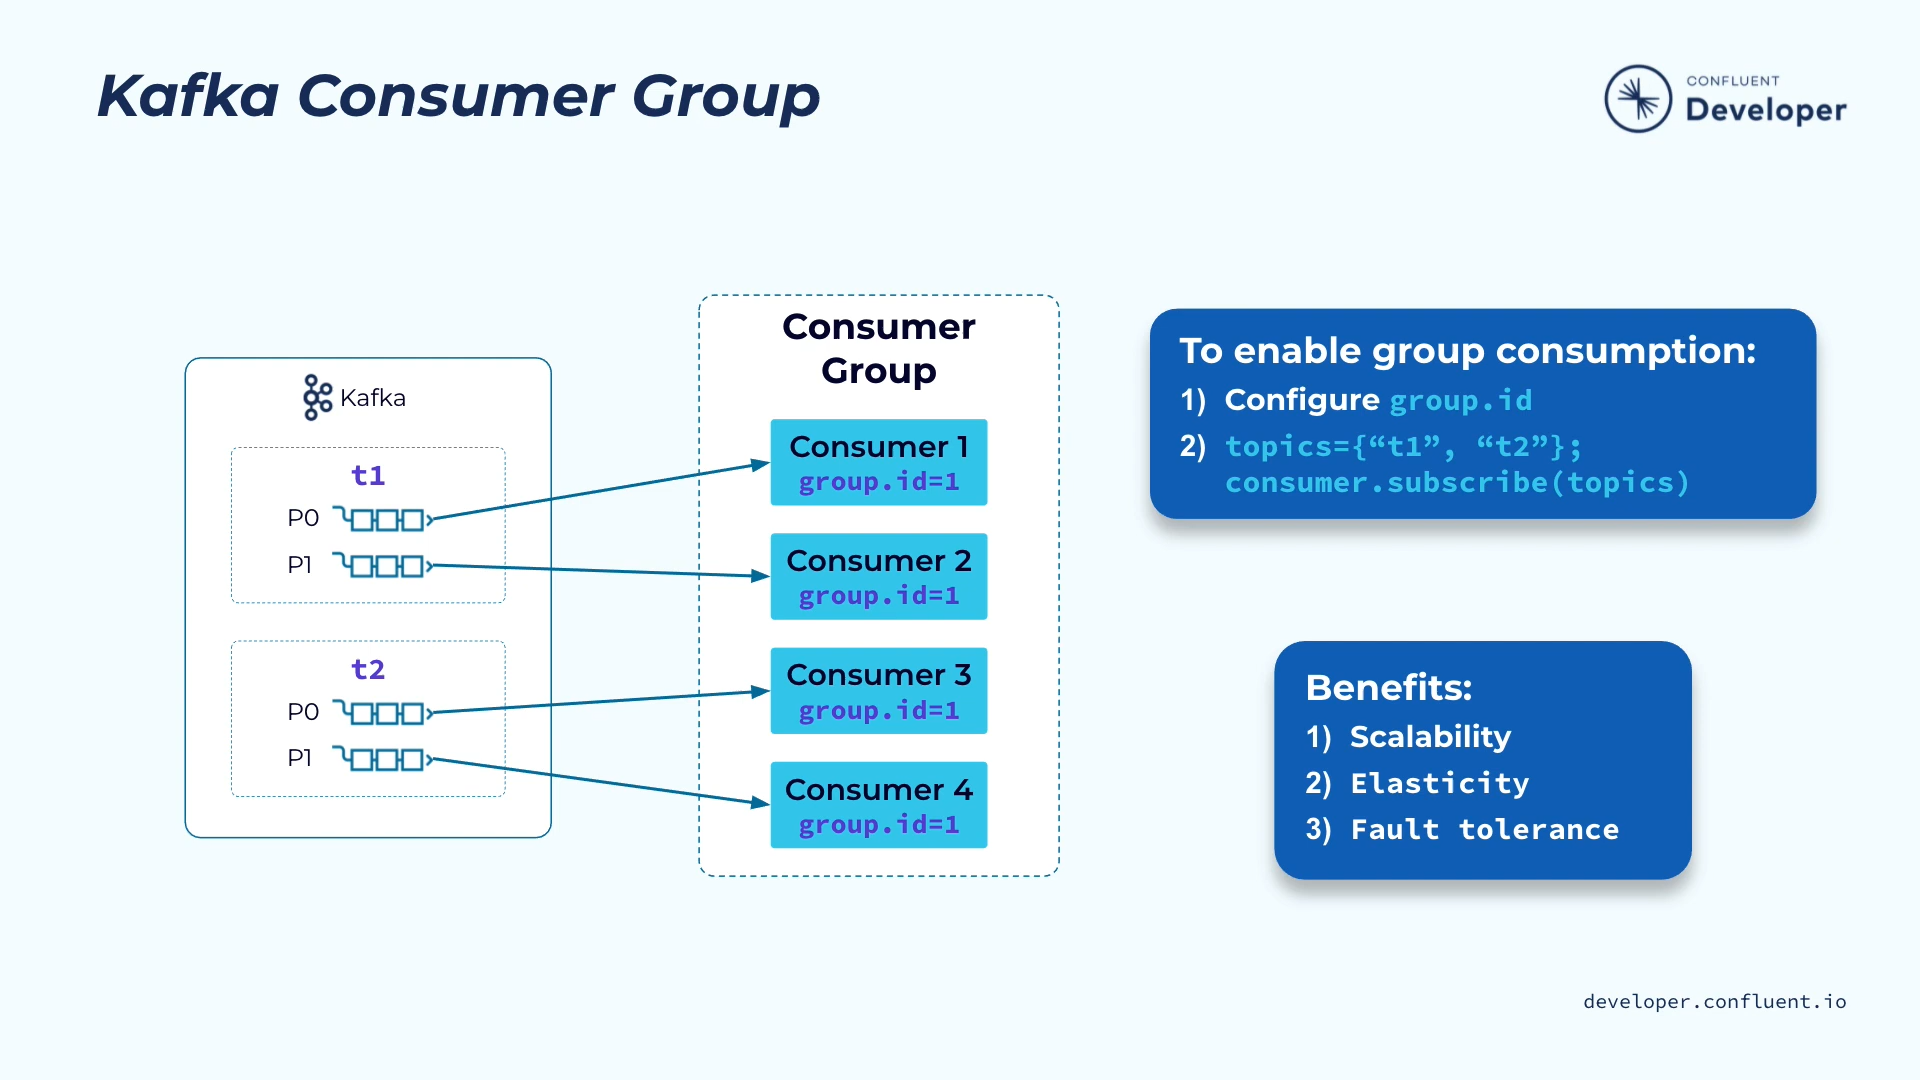 Kafka Consumer Group
CONFLUENT
Developer
Kafka
t1
P0
P1
t2
P0
P1
Consumer
Group
Consumer 1
group.id=1
Consumer 2
group.id=1
Consumer 3
group.id=1
Consumer 4
group.id=1
To enable group consumption:
1) Configure group.id
2) topics={“t1”, “t2”};
consumer.subscribe(topics)
Benefits:
1) Scalability
2) Elasticity
3) Fault tolerance
developer.confluent.io